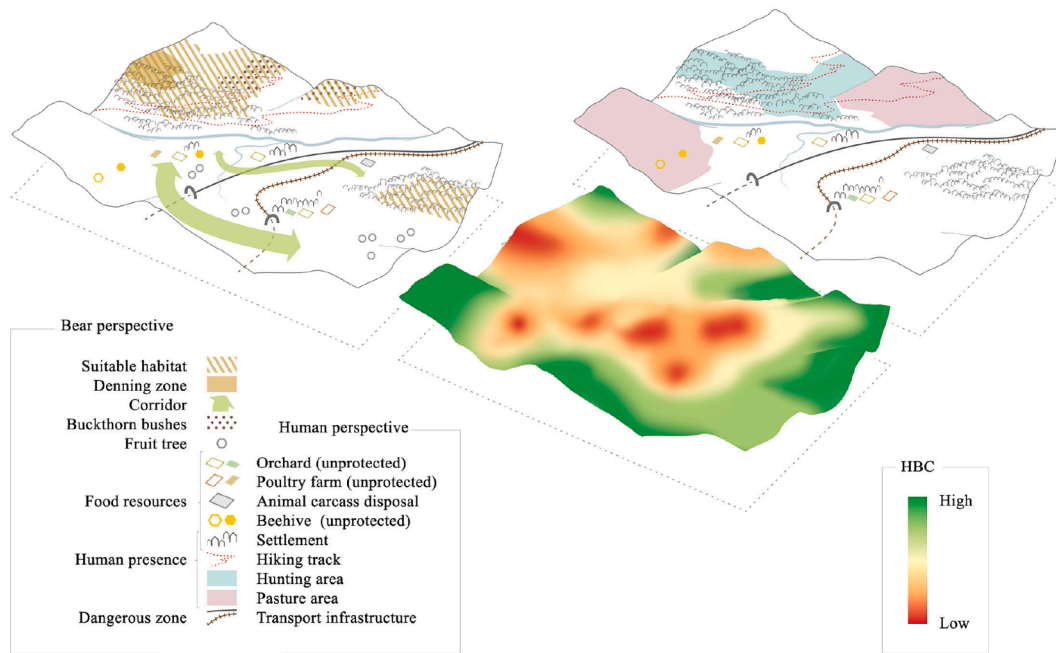 Bear perspective
Suitable habitat
Denning zone
Corridor
Buckthorn bushes
Fruit tree
Human perspective
Food resources
Orchard (unprotected)
Poultry farm (unprotected)
Animal carcass disposal
Beehive (unprotected)
Human presence
Settlement
Hiking track
Hunting area
Pasture area
Dangerous zone
Transport infrastructure
HBC
High
Low